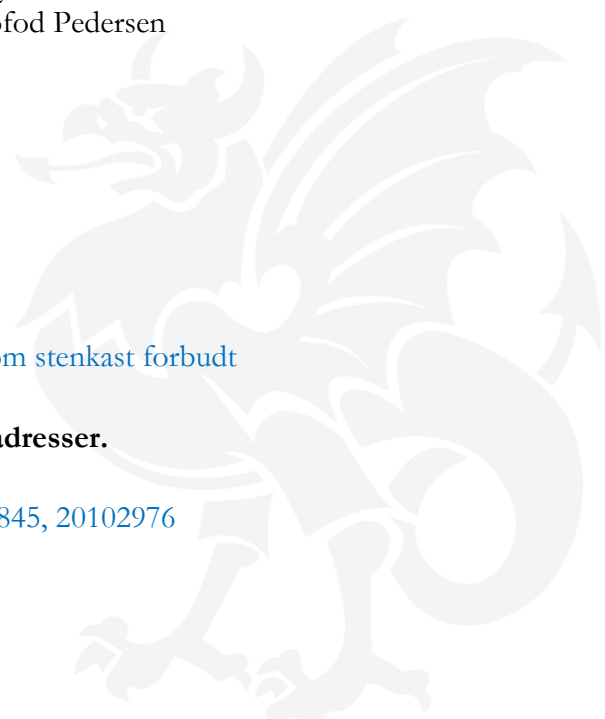 ofod Pedersen
om stenkast forbudt
adresser.
845, 20102976